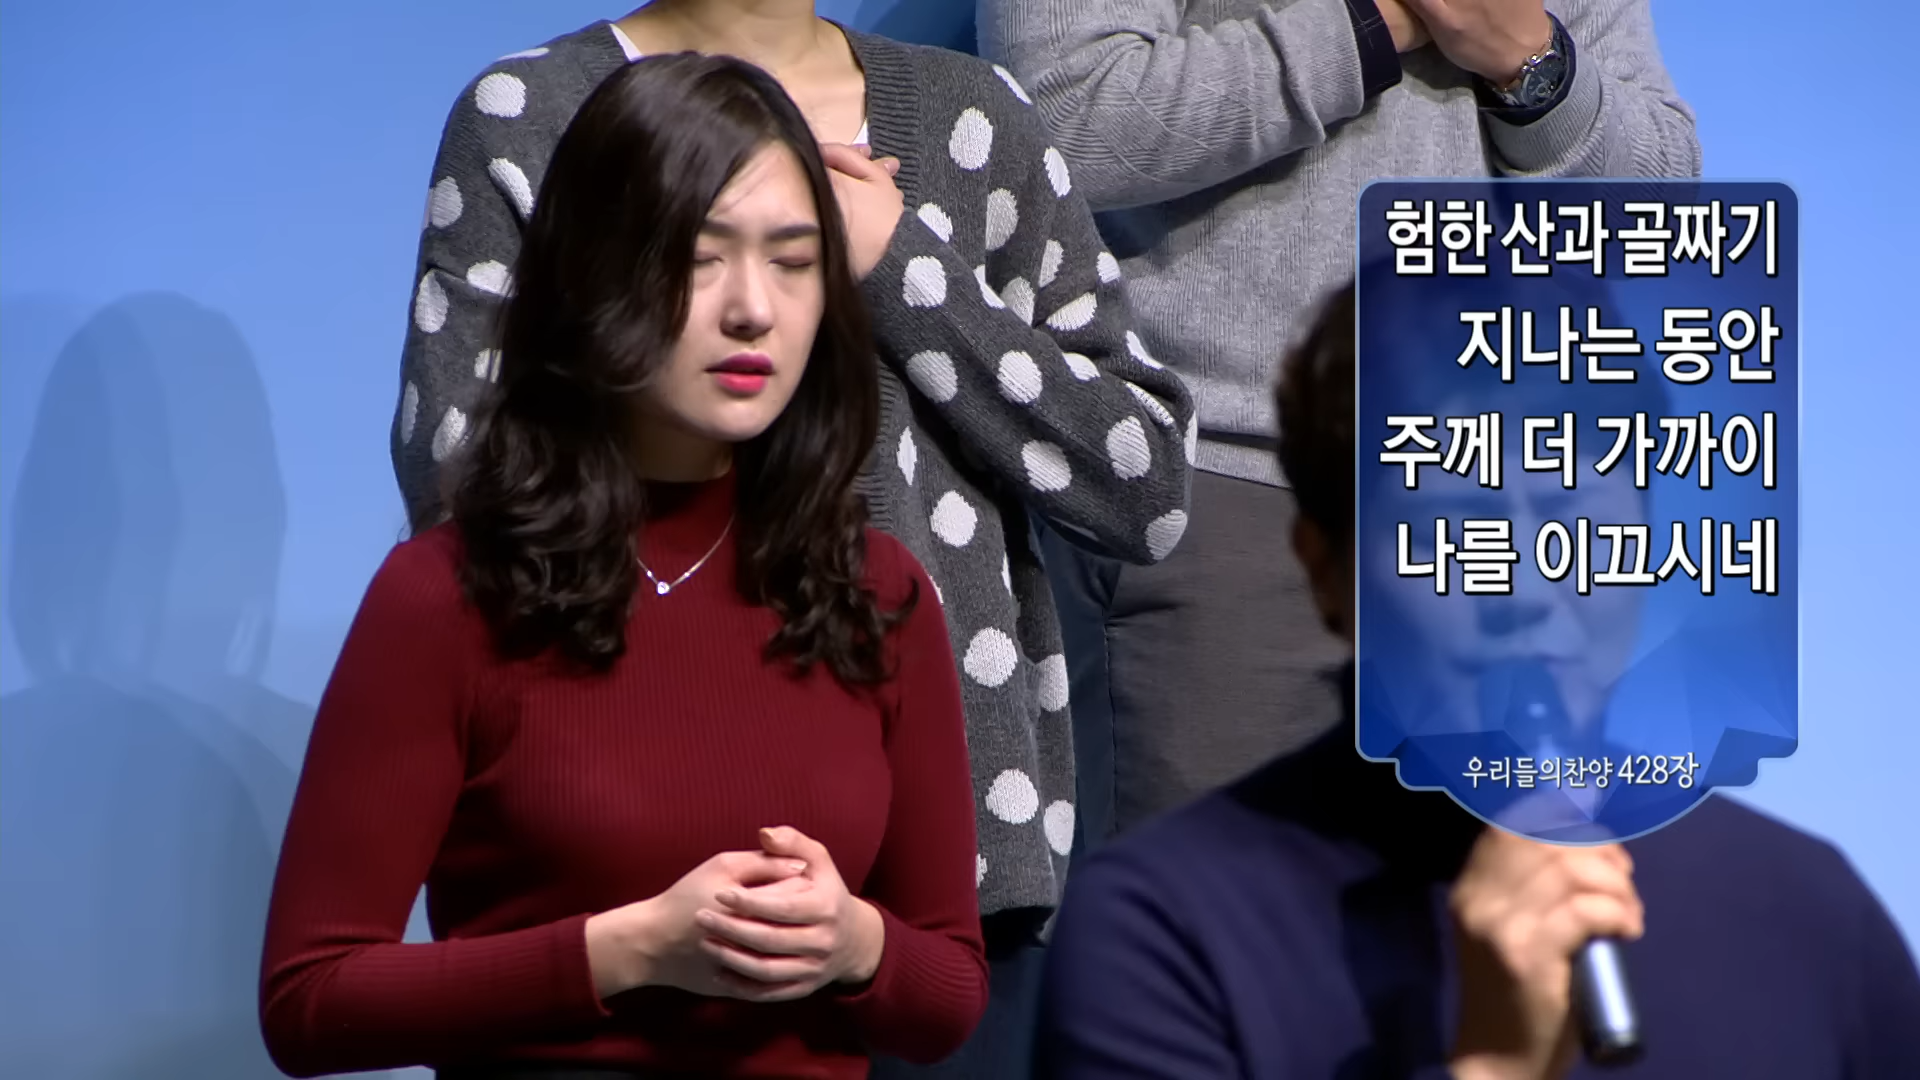 험한 산과 골짜기
지나는 동안
주께 더 가까이
나를 이끄시네
우리들의찬양 428장